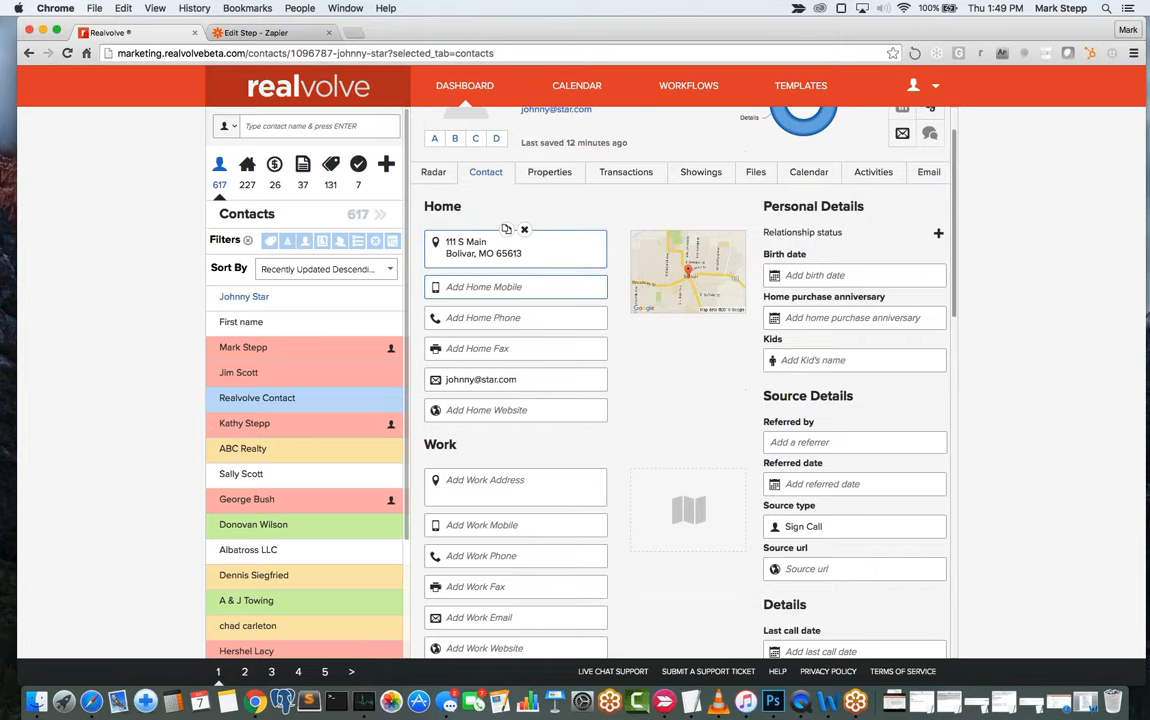 Chrome File Edit View History Bookmarks People Window Help 100% Thu 1:49 PM Mark Stepp
Realvolve ® Edit Step - Zapier Mark
marketing.realvolvebeta.com/contacts/1096787-johnny-star?selected_tab=contacts
realvolve DASHBOARD CALENDAR WORKFLOWS TEMPLATES
Type contact name & press ENTER
617 227 26 37 131 7
Contacts 617
Filters
Sort By Recently Updated Descendi...
Johnny Star
First name
Mark Stepp
Jim Scott
Realvolve Contact
Kathy Stepp
ABC Realty
Sally Scott
George Bush
Donovan Wilson
Albatross LLC
Dennis Siegfried
A & J Towing
chad carleton
Hershel Lacy
1 2 3 4 5 >
johnny@star.com
Details
A B C D Last saved 12 minutes ago
Radar Contact Properties Transactions Showings Files Calendar Activities Email
Home
111 S Main
Bolivar, MO 65613
Add Home Mobile
Add Home Phone
Add Home Fax
johnny@star.com
Add Home Website
Google
Work
Add Work Address
Add Work Mobile
Add Work Phone
Add Work Fax
Add Work Email
Add Work Website
Personal Details
Relationship status
Birth date
Add birth date
Home purchase anniversary
Add home purchase anniversary
Kids
Add Kid's name
Source Details
Referred by
Add a referrer
Referred date
Add referred date
Source type
Sign Call
Source url
Source url
Details
Last call date
Add last call date
LIVE CHAT SUPPORT SUBMIT A SUPPORT TICKET HELP PRIVACY POLICY TERMS OF SERVICE